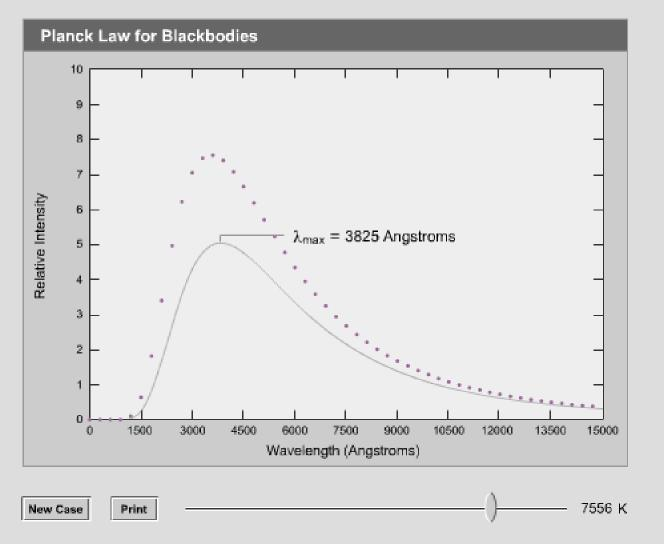 Planck Law for Blackbodies
10
9
8
7
6
5
4
3
2
1
0
Relative Intensity
λmax = 3825 Angstroms
0 1500 3000 4500 6000 7500 9000 10500 12000 13500 15000
Wavelength (Angstroms)
New Case Print 7556 K